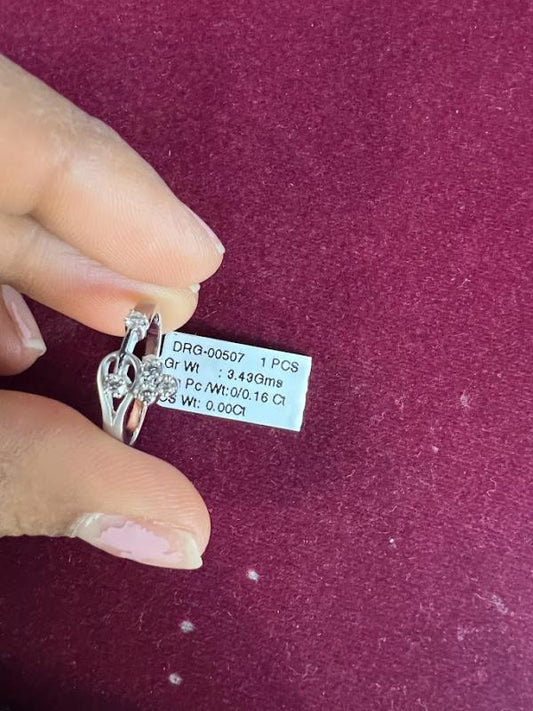 DRG-00507 1 PCS
Gr Wt : 3.43Gms
Pc/Wt:0/0.16 Ct
Wt: 0.00Ct